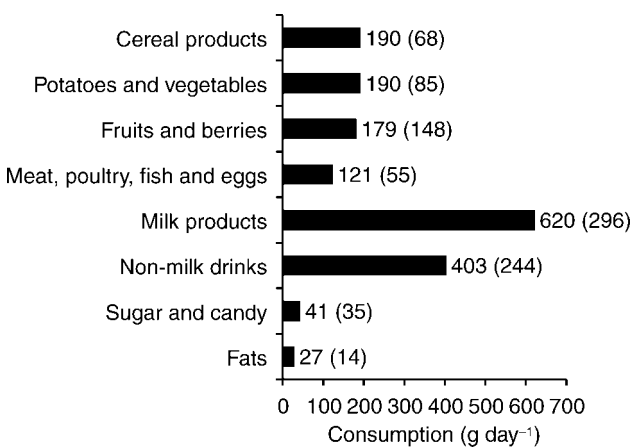 Cereal products 190 (68)
Potatoes and vegetables 190 (85)
Fruits and berries 179 (148)
Meat, poultry, fish and eggs 121 (55)
Milk products 620 (296)
Non-milk drinks 403 (244)
Sugar and candy 41 (35)
Fats 27 (14)
0 100 200 300 400 500 600 700
Consumption (g day⁻¹)